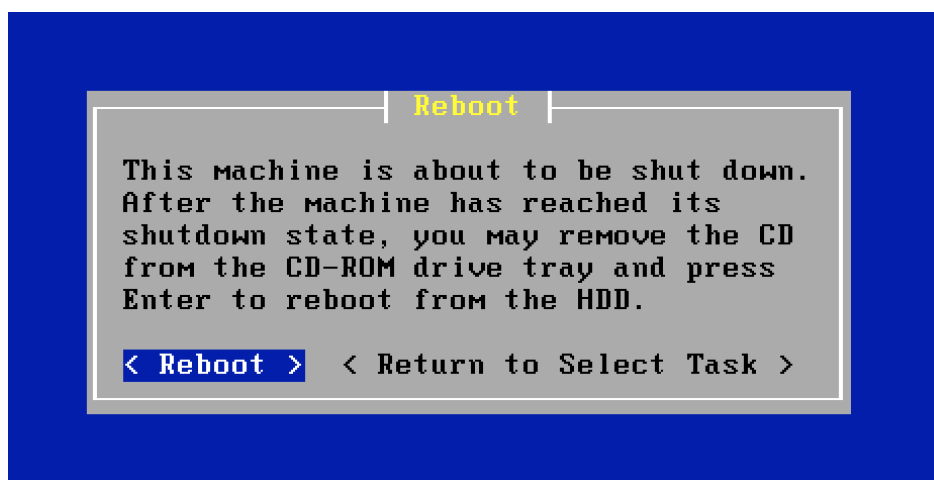 Reboot
This machine is about to be shut down.
After the machine has reached its
shutdown state, you may remove the CD
from the CD-ROM drive tray and press
Enter to reboot from the HDD.
< Reboot > < Return to Select Task >